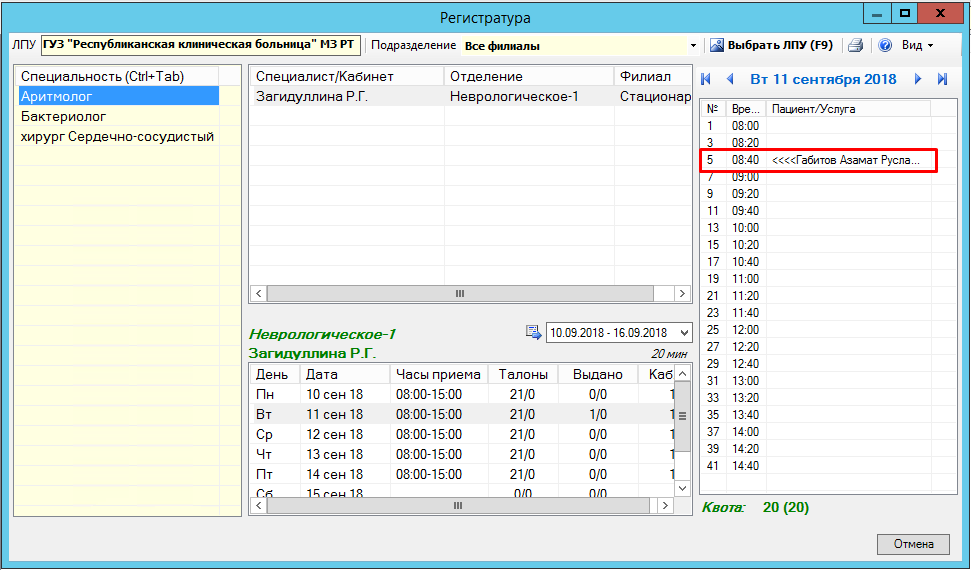 Регистратура
ЛПУ ГУЗ "Республиканская клиническая больница" МЗ РТ Подразделение Все филиалы Выбрать ЛПУ (F9) Вид
Специальность (Ctrl+Tab)
Аритмолог
Бактериолог
хирург Сердечно-сосудистый
Специалист/Кабинет Отделение Филиал
Загидуллина Р.Г. Неврологическое-1 Стационар
Неврологическое-1 10.09.2018 - 16.09.2018
Загидуллина Р.Г. 20 мин
День Дата Часы приема Талоны Выдано Каб
Пн 10 сен 18 08:00-15:00 21/0 0/0 1
Вт 11 сен 18 08:00-15:00 21/0 1/0 1
Ср 12 сен 18 08:00-15:00 21/0 0/0 1
Чт 13 сен 18 08:00-15:00 21/0 0/0 1
Пт 14 сен 18 08:00-15:00 21/0 0/0 1
Сб 15 сен 18 0/0 0/0
Вт 11 сентября 2018
№ Вре... Пациент/Услуга
1 08:00
3 08:20
5 08:40 <<<<Габитов Азамат Русла...
7 09:00
9 09:20
11 09:40
13 10:00
15 10:20
17 10:40
19 11:00
21 11:20
23 11:40
25 12:00
27 12:20
29 12:40
31 13:00
33 13:20
35 13:40
37 14:00
39 14:20
41 14:40
Квота: 20 (20)
Отмена